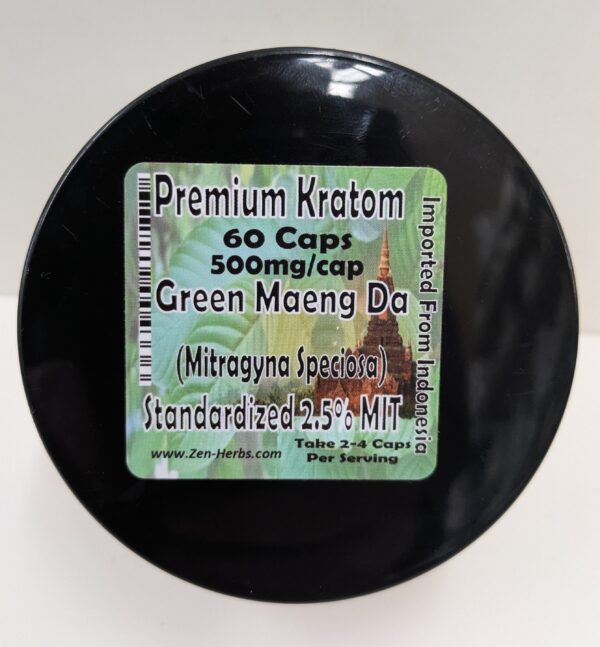 Premium Kratom
60 Caps
500mg/cap
Green Maeng Da
(Mitragyna Speciosa)
Standardized 2.5% MIT
Take 2-4 Caps
Per Serving
www.Zen-Herbs.com
Imported From Indonesia